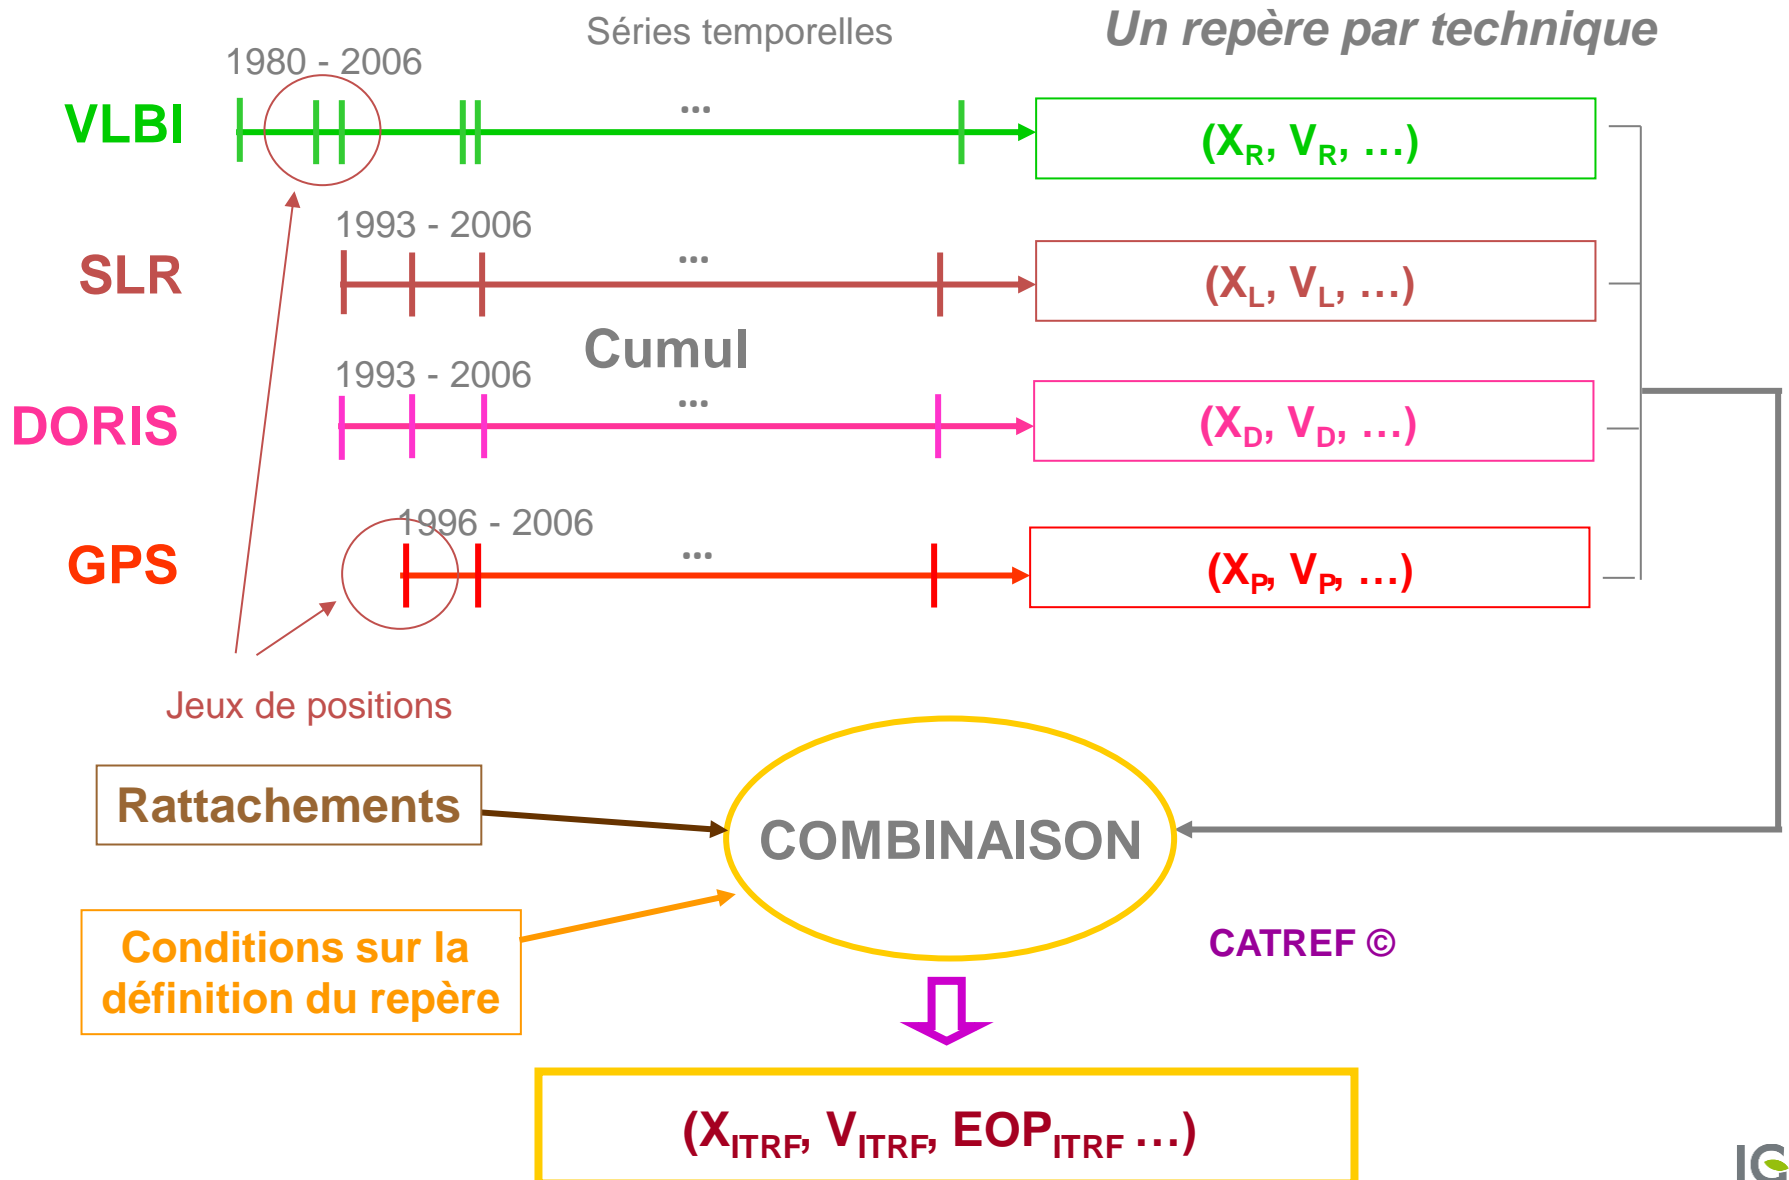 Séries temporelles
Un repère par technique
1980 - 2006
VLBI
...
(XR, VR, …)
1993 - 2006
SLR
...
(XL, VL, …)
Cumul
1993 - 2006
DORIS
...
(XD, VD, …)
1996 - 2006
GPS
...
(XP, VP, …)
Jeux de positions
Rattachements
COMBINAISON
Conditions sur la
définition du repère
CATREF ©
(XITRF, VITRF, EOPITRF …)
IG